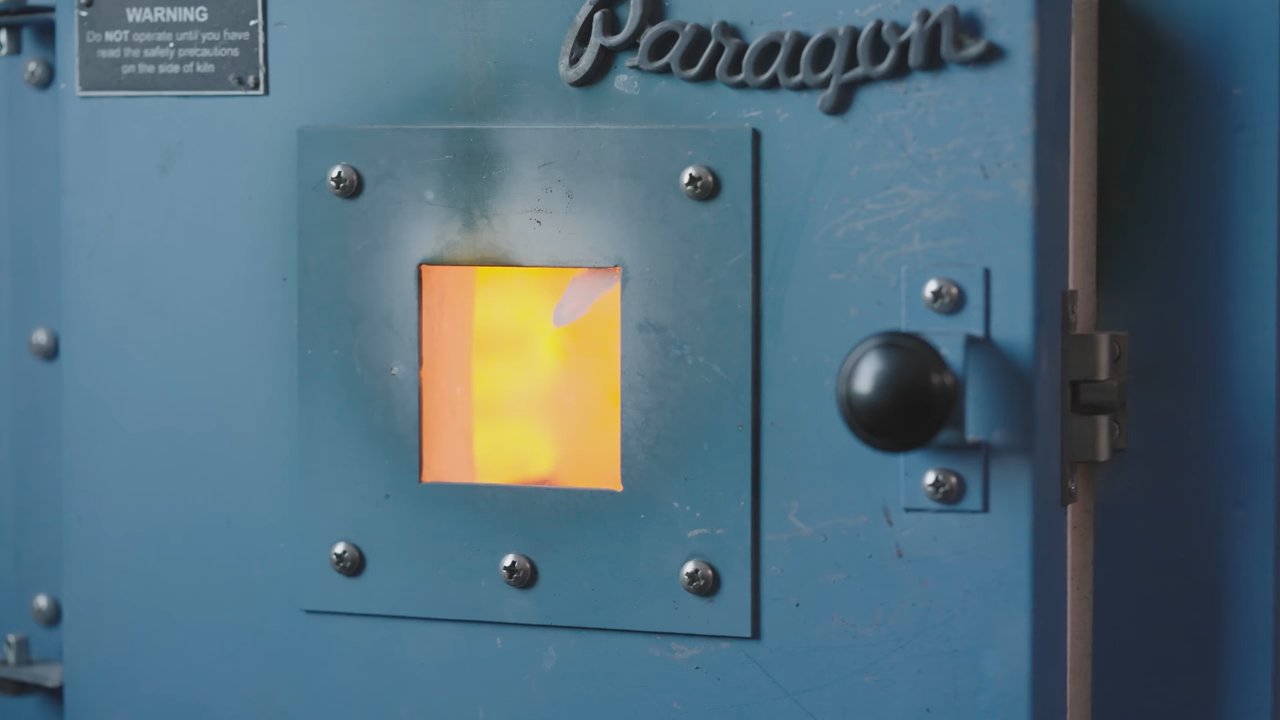 WARNING
Do NOT operate until you have
read the safety precautions
on the side of kiln
Paragon